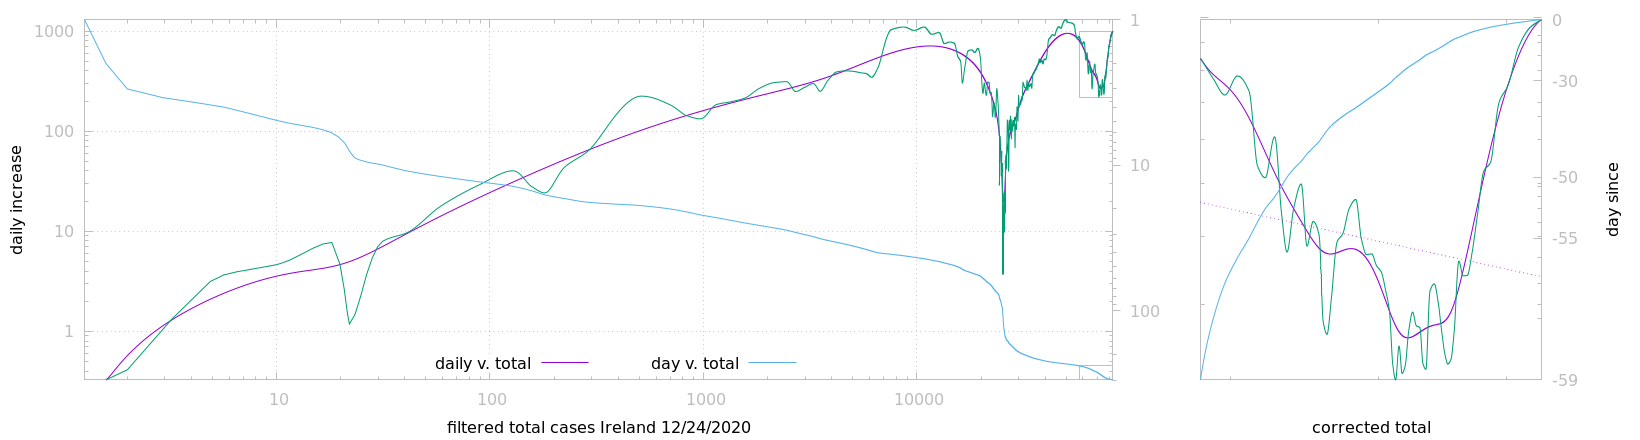 1000
100
10
1
daily increase
daily v. total
day v. total
10
100
1000
10000
filtered total cases Ireland 12/24/2020
1
10
100
0
-30
-50
-55
-59
day since
corrected total